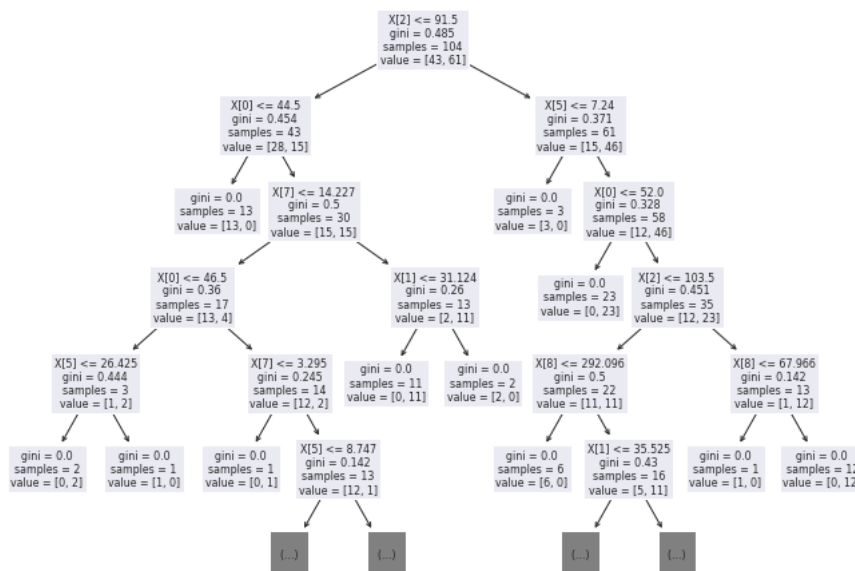 X[2] <= 91.5
gini = 0.485
samples = 104
value = [43, 61]
X[0] <= 44.5
gini = 0.454
samples = 43
value = [28, 15]
X[5] <= 7.24
gini = 0.371
samples = 61
value = [15, 46]
gini = 0.0
samples = 13
value = [13, 0]
X[7] <= 14.227
gini = 0.5
samples = 30
value = [15, 15]
gini = 0.0
samples = 3
value = [3, 0]
X[0] <= 52.0
gini = 0.328
samples = 58
value = [12, 46]
X[0] <= 46.5
gini = 0.36
samples = 17
value = [13, 4]
X[1] <= 31.124
gini = 0.26
samples = 13
value = [2, 11]
gini = 0.0
samples = 23
value = [0, 23]
X[2] <= 103.5
gini = 0.451
samples = 35
value = [12, 23]
X[5] <= 26.425
gini = 0.444
samples = 3
value = [1, 2]
X[7] <= 3.295
gini = 0.245
samples = 14
value = [12, 2]
gini = 0.0
samples = 11
value = [0, 11]
gini = 0.0
samples = 2
value = [2, 0]
X[8] <= 292.096
gini = 0.5
samples = 22
value = [11, 11]
X[8] <= 67.966
gini = 0.142
samples = 13
value = [1, 12]
gini = 0.0
samples = 2
value = [0, 2]
gini = 0.0
samples = 1
value = [1, 0]
gini = 0.0
samples = 1
value = [0, 1]
X[5] <= 8.747
gini = 0.142
samples = 13
value = [12, 1]
gini = 0.0
samples = 6
value = [6, 0]
X[1] <= 35.525
gini = 0.43
samples = 16
value = [5, 11]
gini = 0.0
samples = 1
value = [1, 0]
gini = 0.0
samples = 12
value = [0, 12
(...)
(...)
(...)
(...)